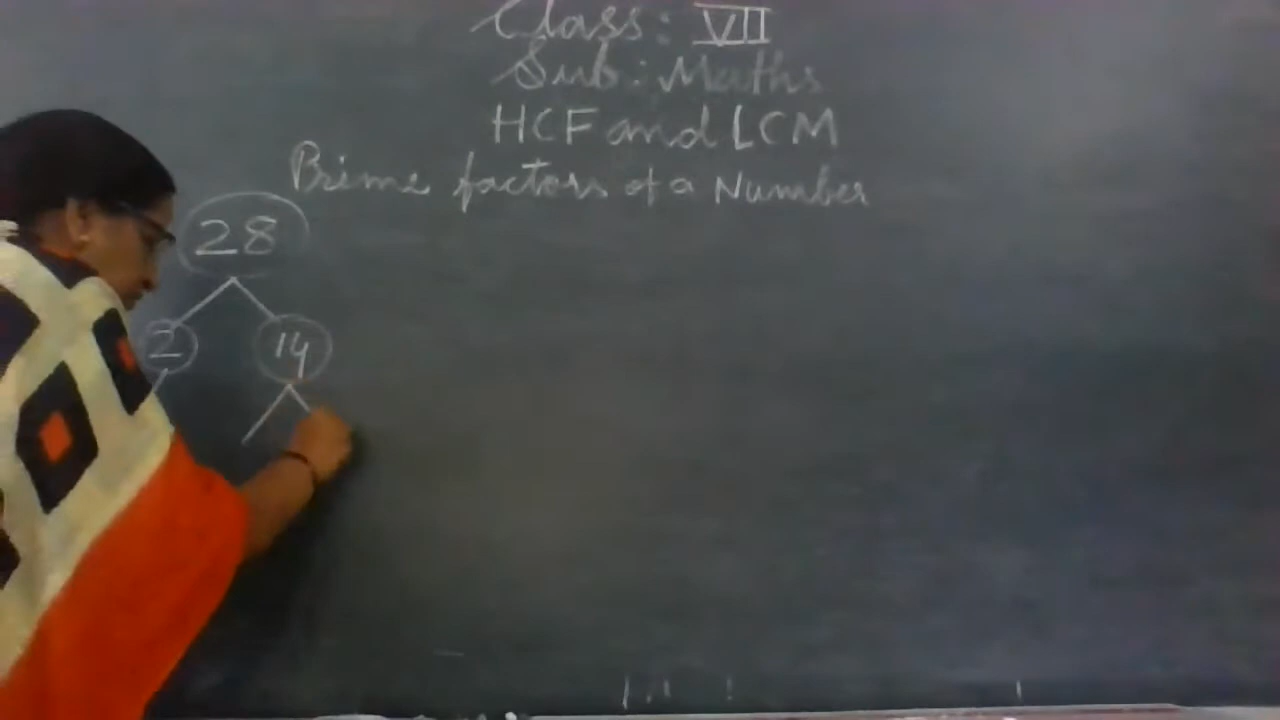 Class: VII
Sub: Maths
HCF and LCM
Prime factors of a Number
28
2 14